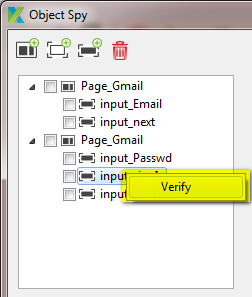 Object Spy
Page_Gmail
input_Email
input_next
Page_Gmail
input_Passwd
Verify